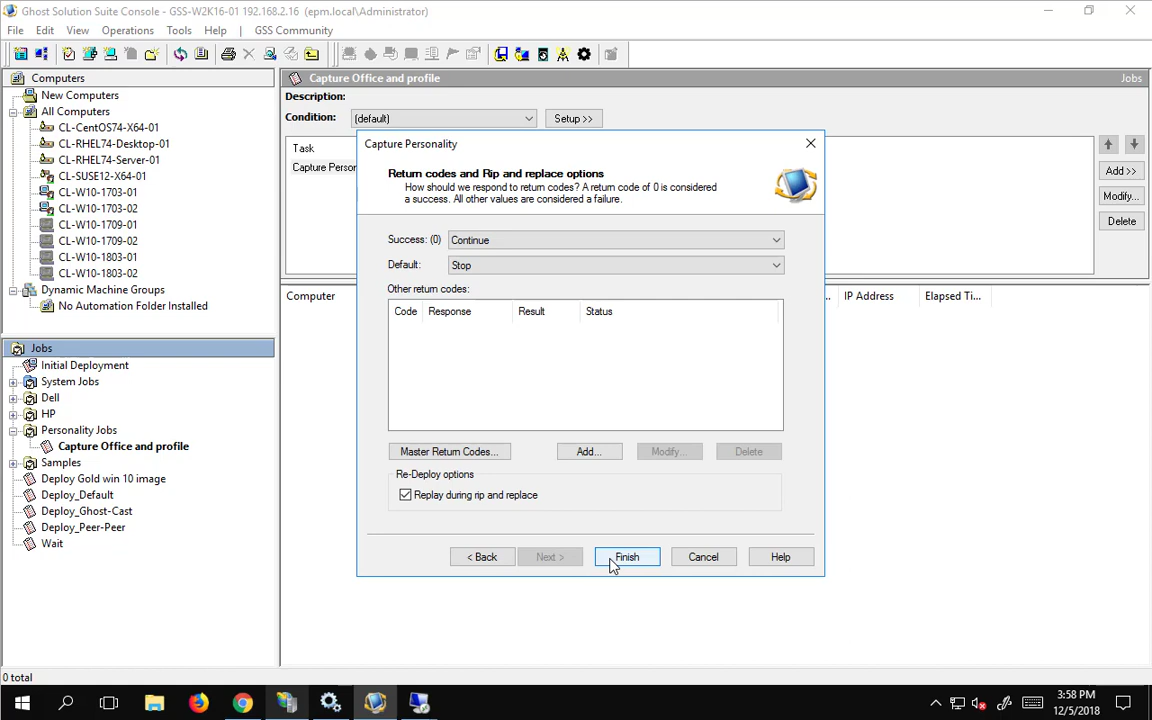 Ghost Solution Suite Console - GSS-W2K16-01 192.168.2.16 (epm.local\Administrator)
File Edit View Operations Tools Help GSS Community
Computers
New Computers
All Computers
CL-CentOS74-X64-01
CL-RHEL74-Desktop-01
CL-RHEL74-Server-01
CL-SUSE12-X64-01
CL-W10-1703-01
CL-W10-1703-02
CL-W10-1709-01
CL-W10-1709-02
CL-W10-1803-01
CL-W10-1803-02
Dynamic Machine Groups
No Automation Folder Installed
Jobs
Initial Deployment
System Jobs
Dell
HP
Personality Jobs
Capture Office and profile
Samples
Deploy Gold win 10 image
Deploy_Default
Deploy_Ghost-Cast
Deploy_Peer-Peer
Wait
Capture Office and profile Jobs
Description:
Condition: (default) Setup >>
Task
Capture Person
Add >>
Modify...
Delete
Computer IP Address Elapsed Ti...
Capture Personality
Return codes and Rip and replace options
How should we respond to return codes? A return code of 0 is considered
a success. All other values are considered a failure.
Success: (0) Continue
Default: Stop
Other return codes:
Code Response Result Status
Master Return Codes... Add... Modify... Delete
Re-Deploy options
Replay during rip and replace
< Back Next > Finish Cancel Help
0 total
3:58 PM
12/5/2018